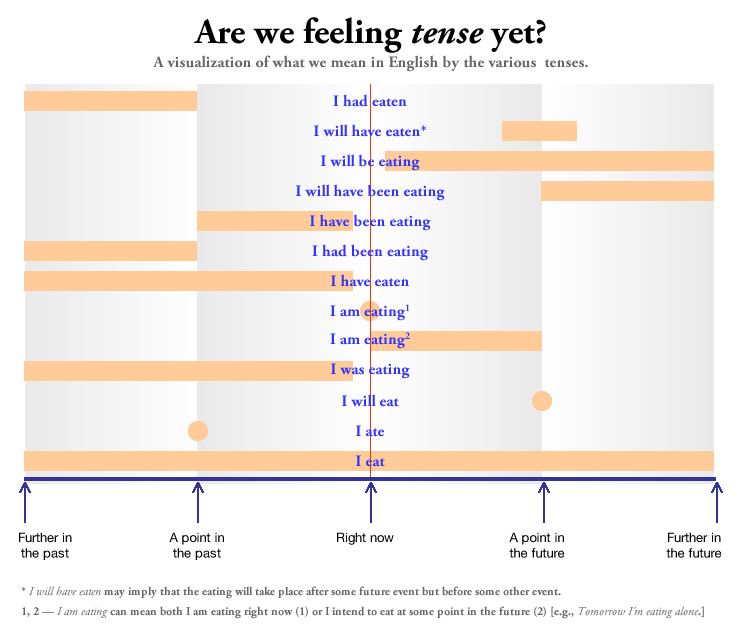 Are we feeling tense yet?
A visualization of what we mean in English by the various tenses.
I had eaten
I will have eaten*
I will be eating
I will have been eating
I have been eating
I had been eating
I have eaten
I am eating¹
I am eating²
I was eating
I will eat
I ate
I eat
Further in
the past
A point in
the past
Right now
A point in
the future
Further in
the future
* I will have eaten may imply that the eating will take place after some future event but before some other event.
1, 2 — I am eating can mean both I am eating right now (1) or I intend to eat at some point in the future (2) [e.g., Tomorrow I'm eating alone.]